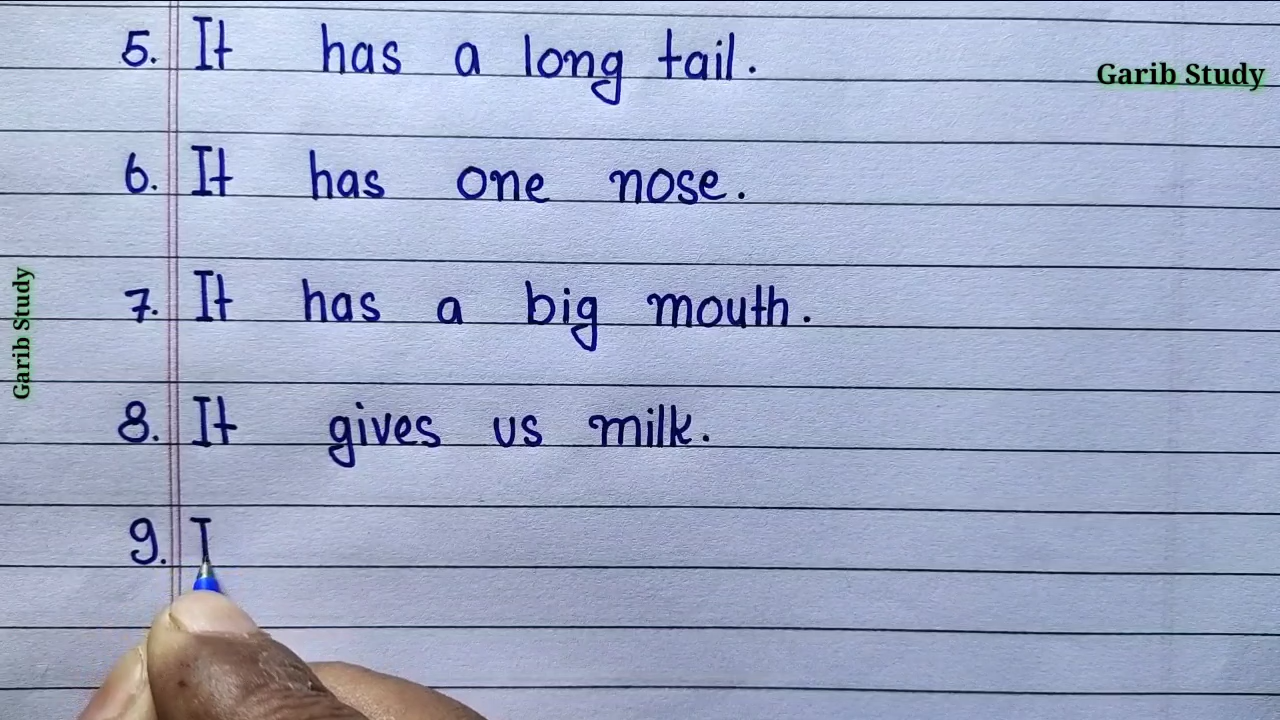 5. It has a long tail.
Garib Study
6. It has one nose.
7. It has a big mouth.
Garib Study
8. It gives us milk.
9. I